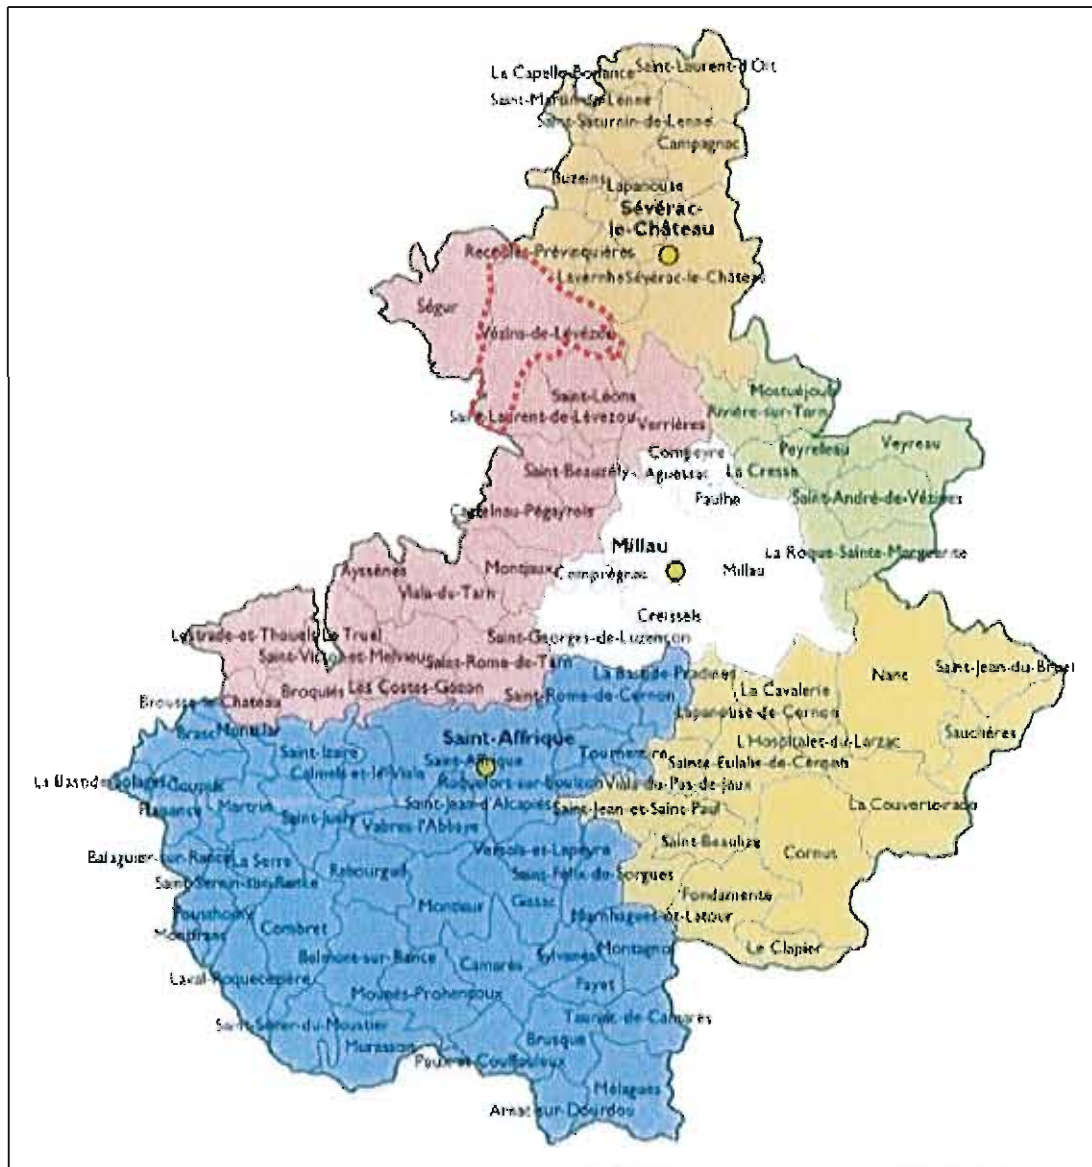 Saint-Laurent-d'Olt
La Capelle-Bonance
Saint-Martin-de-Lenne
Saint-Saturnin-de-Lenne
Campagnac
Buzeins
Lapanouse
Sévérac-
le-Château
Recoules-Prévinquières
Lavernhe
Sévérac-le-Château
Ségur
Vézins-de-Lévézou
Mostuéjouls
Saint-Léons
Rivière-sur-Tarn
Saint-Laurent-de-Lévezou
Verrières
Veyreau
Compeyre
Peyreleau
Saint-Beauzély
Aguessac
La Cresse
Paulhe
Saint-André-de-Vézines
Castelnau-Pégayrols
Millau
La Roque-Sainte-Marguerite
Ayssènes
Montjaux
Comprégnac
Millau
Viala-du-Tarn
Creissels
Lestrade-et-Thouels
Le Truel
Saint-Georges-de-Luzençon
Saint-Victor-et-Melvieu
Saint-Rome-de-Tarn
La Bastide-Pradines
Nant
Saint-Jean-du-Bruel
Broquiès
Les Costes-Gozon
Saint-Rome-de-Cernon
La Cavalerie
Brousse-le-Château
Lapanouse-de-Cernon
Brasc
Montclar
Saint-Affrique
Sauclières
Saint-Izaire
Tournemire
L'Hospitalet-du-Larzac
Saint-Affrique
Sainte-Eulalie-de-Cernon
Calmels-et-le-Viala
Roquefort-sur-Soulzon
Viala-du-Pas-de-Jaux
Coupiac
Plaisance
Martrin
Saint-Juéry
Saint-Jean-d'Alcapiès
Saint-Jean-et-Saint-Paul
La Couvertoirade
Vabres-l'Abbaye
Saint-Beaulize
Versols-et-Lapeyre
Cornus
Balaguier-sur-Rance
La Serre
Rebourguil
Saint-Félix-de-Sorgues
Saint-Sernin-sur-Rance
Fondamente
Montlaur
Gissac
Pousthomy
Marnhagues-et-Latour
Combret
Montfranc
Montagnol
Le Clapier
Belmont-sur-Rance
Camarès
Sylvanès
Laval-Roquecezière
Fayet
Mounès-Prohencoux
Tauriac-de-Camarès
Saint-Sever-du-Moustier
Brusque
Murasson
Peux-et-Couffouleux
Mélagues
Arnac-sur-Dourdou